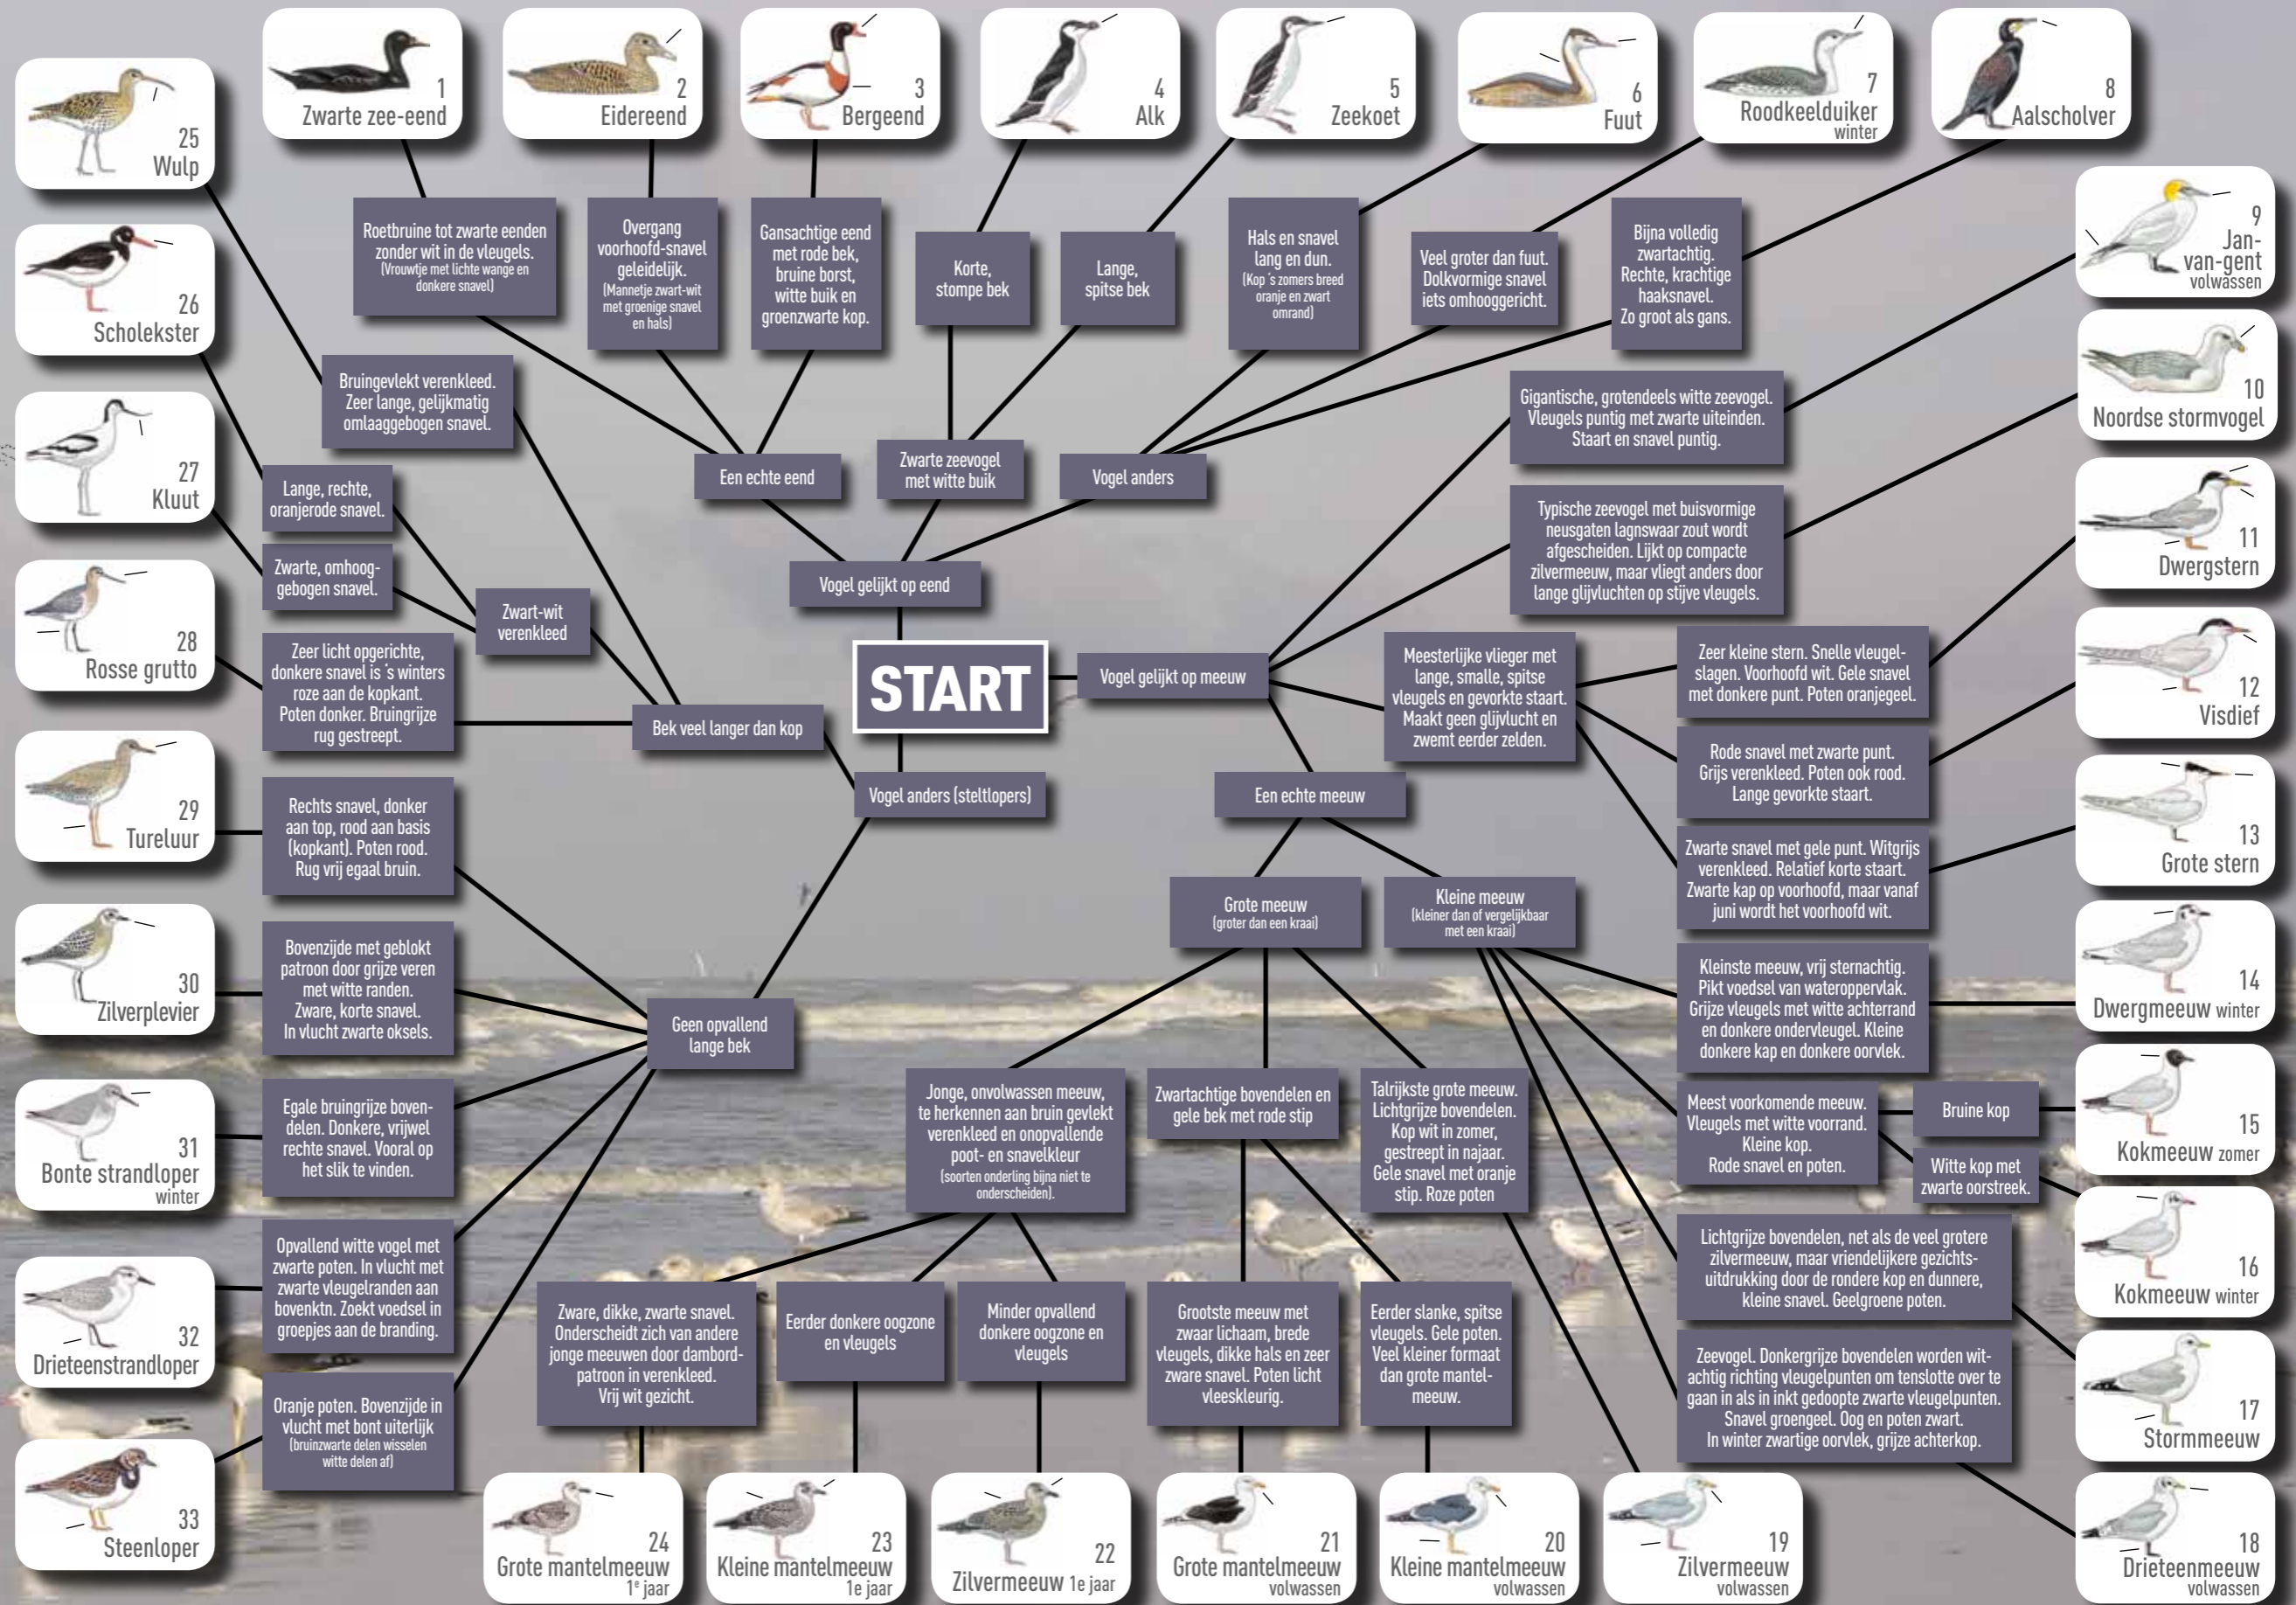 1
Zwarte zee-eend
2
Eidereend
3
Bergeend
4
Alk
5
Zeekoet
6
Fuut
7
Roodkeelduiker
winter
8
Aalscholver
25
Wulp
26
Scholekster
27
Kluut
28
Rosse grutto
29
Tureluur
30
Zilverplevier
31
Bonte strandloper
winter
32
Drieteenstrandloper
33
Steenloper
Roetbruine tot zwarte eenden
zonder wit in de vleugels.
(Vrouwtje met lichte wange en
donkere snavel)
Overgang
voorhoofd-snavel
geleidelijk.
(Mannetje zwart-wit
met groenige snavel
en hals)
Gansachtige eend
met rode bek,
bruine borst,
witte buik en
groenzwarte kop.
Korte,
stompe bek
Lange,
spitse bek
Hals en snavel
lang en dun.
(Kop 's zomers breed
oranje en zwart
omrand)
Veel groter dan fuut.
Dolkvormige snavel
iets omhooggericht.
Bijna volledig
zwartachtig.
Rechte, krachtige
haaksnavel.
Zo groot als gans.
Een echte eend
Zwarte zeevogel
met witte buik
Vogel anders
Vogel gelijkt op eend
START
Vogel gelijkt op meeuw
Vogel anders (steltlopers)
Bruingevlekt verenkleed.
Zeer lange, gelijkmatig
omlaaggebogen snavel.
Lange, rechte,
oranjerode snavel.
Zwarte, omhoog-
gebogen snavel.
Zwart-wit
verenkleed
Zeer licht opgerichte,
donkere snavel is 's winters
roze aan de kopkant.
Poten donker. Bruingrijze
rug gestreept.
Bek veel langer dan kop
Rechts snavel, donker
aan top, rood aan basis
(kopkant). Poten rood.
Rug vrij egaal bruin.
Bovenzijde met geblokt
patroon door grijze veren
met witte randen.
Zware, korte snavel.
In vlucht zwarte oksels.
Geen opvallend
lange bek
Egale bruingrijze boven-
delen. Donkere, vrijwel
rechte snavel. Vooral op
het slik te vinden.
Opvallend witte vogel met
zwarte poten. In vlucht met
zwarte vleugelranden aan
bovenktn. Zoekt voedsel in
groepjes aan de branding.
Oranje poten. Bovenzijde in
vlucht met bont uiterlijk
(bruinzwarte delen wisselen
witte delen af)
Gigantische, grotendeels witte zeevogel.
Vleugels puntig met zwarte uiteinden.
Staart en snavel puntig.
Typische zeevogel met buisvormige
neusgaten lagnswaar zout wordt
afgescheiden. Lijkt op compacte
zilvermeeuw, maar vliegt anders door
lange glijvluchten op stijve vleugels.
Meesterlijke vlieger met
lange, smalle, spitse
vleugels en gevorkte staart.
Maakt geen glijvlucht en
zwemt eerder zelden.
Zeer kleine stern. Snelle vleugel-
slagen. Voorhoofd wit. Gele snavel
met donkere punt. Poten oranjegeel.
Rode snavel met zwarte punt.
Grijs verenkleed. Poten ook rood.
Lange gevorkte staart.
Zwarte snavel met gele punt. Witgrijs
verenkleed. Relatief korte staart.
Zwarte kap op voorhoofd, maar vanaf
juni wordt het voorhoofd wit.
Een echte meeuw
Grote meeuw
(groter dan een kraai)
Kleine meeuw
(kleiner dan of vergelijkbaar
met een kraai)
Kleinste meeuw, vrij sternachtig.
Pikt voedsel van wateroppervlak.
Grijze vleugels met witte achterrand
en donkere ondervleugel. Kleine
donkere kap en donkere oorvlek.
Meest voorkomende meeuw.
Vleugels met witte voorrand.
Kleine kop.
Rode snavel en poten.
Bruine kop
Witte kop met
zwarte oorstreek.
Lichtgrijze bovendelen, net als de veel grotere
zilvermeeuw, maar vriendelijkere gezichts-
uitdrukking door de rondere kop en dunnere,
kleine snavel. Geelgroene poten.
Zeevogel. Donkergrijze bovendelen worden wit-
achtig richting vleugelpunten om tenslotte over te
gaan in als in inkt gedoopte zwarte vleugelpunten.
Snavel groengeel. Oog en poten zwart.
In winter zwartige oorvlek, grijze achterkop.
Jonge, onvolwassen meeuw,
te herkennen aan bruin gevlekt
verenkleed en onopvallende
poot- en snavelkleur
(soorten onderling bijna niet te
onderscheiden).
Zwartachtige bovendelen en
gele bek met rode stip
Talrijkste grote meeuw.
Lichtgrijze bovendelen.
Kop wit in zomer,
gestreept in najaar.
Gele snavel met oranje
stip. Roze poten
Zware, dikke, zwarte snavel.
Onderscheidt zich van andere
jonge meeuwen door dambord-
patroon in verenkleed.
Vrij wit gezicht.
Eerder donkere oogzone
en vleugels
Minder opvallend
donkere oogzone en
vleugels
Grootste meeuw met
zwaar lichaam, brede
vleugels, dikke hals en zeer
zware snavel. Poten licht
vleeskleurig.
Eerder slanke, spitse
vleugels. Gele poten.
Veel kleiner formaat
dan grote mantel-
meeuw.
9
Jan-
van-gent
volwassen
10
Noordse stormvogel
11
Dwergstern
12
Visdief
13
Grote stern
14
Dwergmeeuw winter
15
Kokmeeuw zomer
16
Kokmeeuw winter
17
Stormmeeuw
18
Drieteenmeeuw
volwassen
24
Grote mantelmeeuw
1e jaar
23
Kleine mantelmeeuw
1e jaar
22
Zilvermeeuw 1e jaar
21
Grote mantelmeeuw
volwassen
20
Kleine mantelmeeuw
volwassen
19
Zilvermeeuw
volwassen